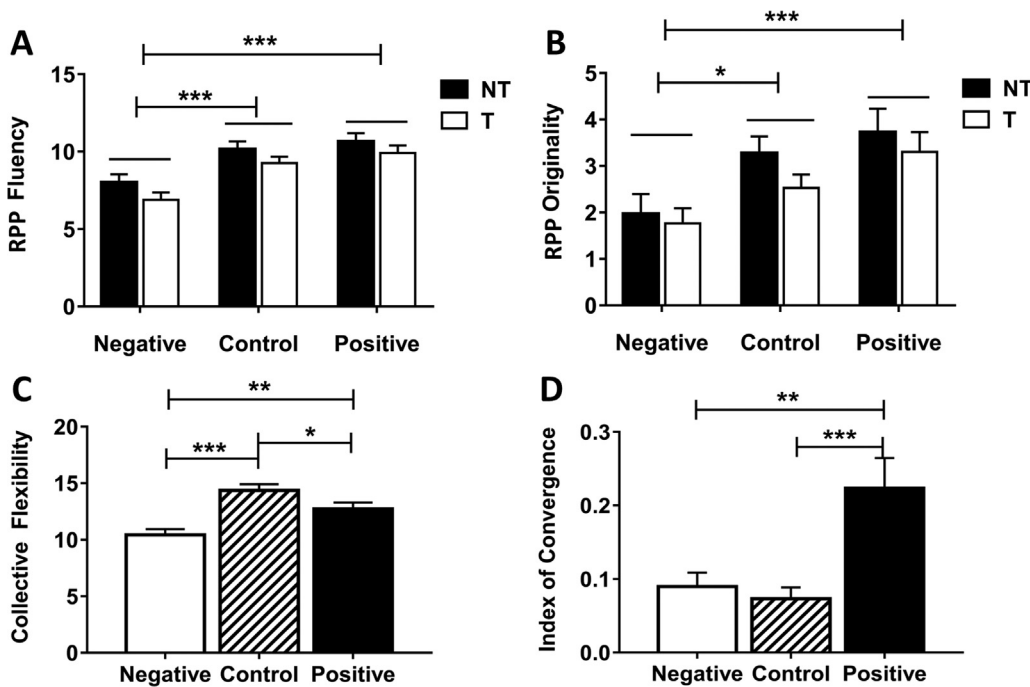 A
RPP Fluency
15
10
5
0
***
***
NT
T
Negative Control Positive
B
RPP Originality
5
4
3
2
1
0
***
*
NT
T
Negative Control Positive
C
Collective Flexibility
20
15
10
5
0
**
***
*
Negative Control Positive
D
Index of Convergence
0.3
0.2
0.1
0.0
**
***
Negative Control Positive